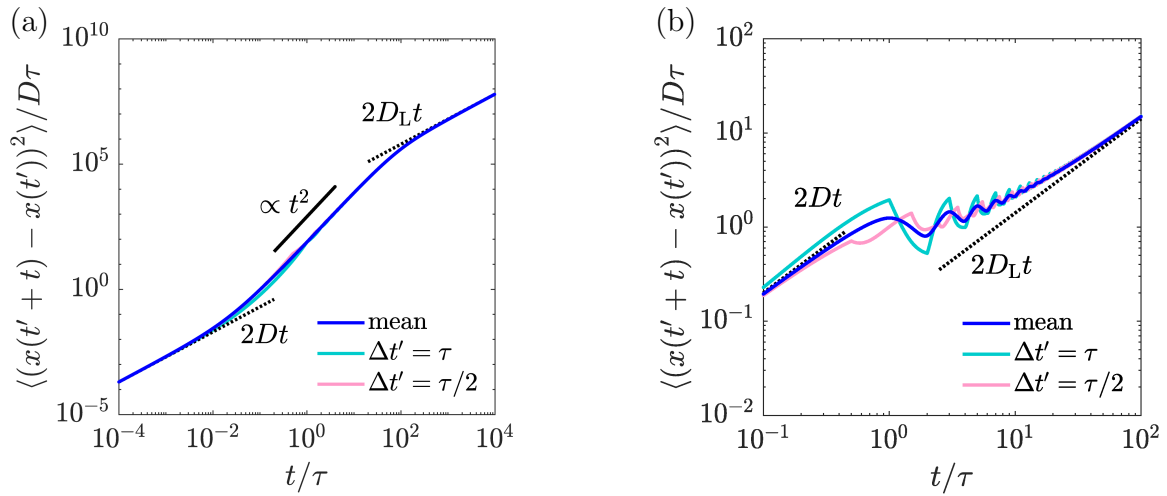 (a)
10^10
10^5
10^0
10^-5
⟨(x(t′ + t) − x(t′))^2⟩/Dτ
2D_L t
∝ t^2
2Dt
mean
Δt′ = τ
Δt′ = τ/2
10^-4
10^-2
10^0
10^2
10^4
t/τ
(b)
10^2
10^1
10^0
10^-1
10^-2
⟨(x(t′ + t) − x(t′))^2⟩/Dτ
2Dt
2D_L t
mean
Δt′ = τ
Δt′ = τ/2
10^-1
10^0
10^1
10^2
t/τ